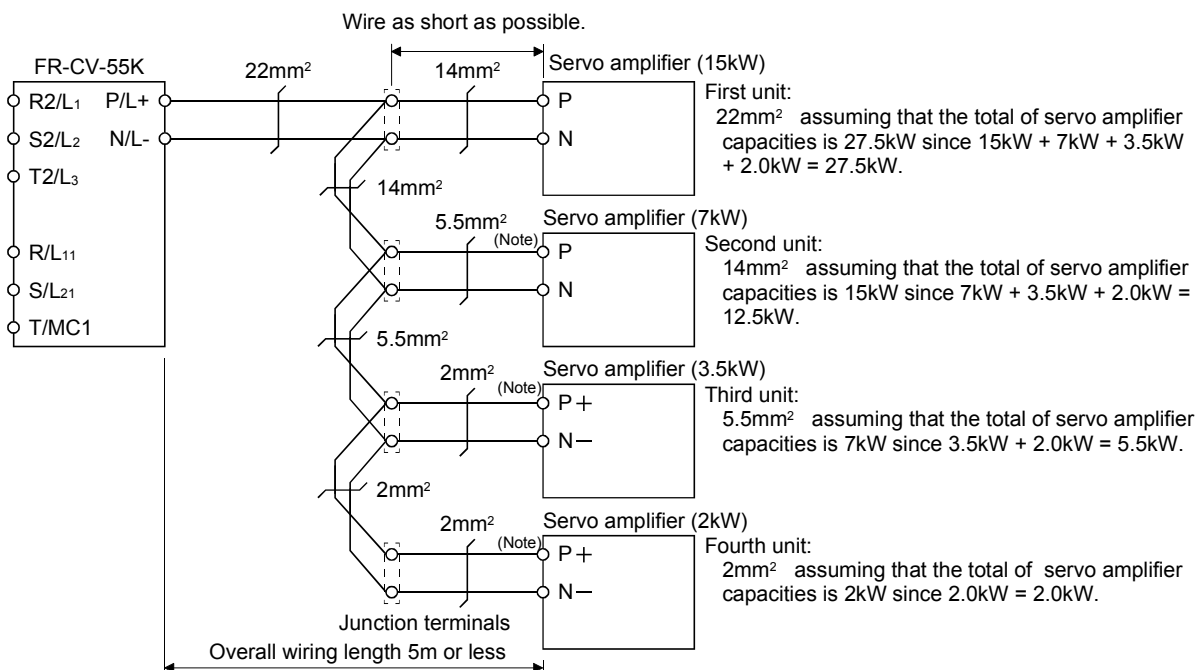 Wire as short as possible.
FR-CV-55K
22mm²
14mm²
Servo amplifier (15kW)
R2/L1
P/L+
P
S2/L2
N/L-
N
T2/L3
R/L11
S/L21
T/MC1
First unit:
22mm² assuming that the total of servo amplifier
capacities is 27.5kW since 15kW + 7kW + 3.5kW
+ 2.0kW = 27.5kW.
14mm²
5.5mm²
(Note)
Servo amplifier (7kW)
P
N
Second unit:
14mm² assuming that the total of servo amplifier
capacities is 15kW since 7kW + 3.5kW + 2.0kW =
12.5kW.
5.5mm²
2mm²
(Note)
Servo amplifier (3.5kW)
P+
N−
Third unit:
5.5mm² assuming that the total of servo amplifier
capacities is 7kW since 3.5kW + 2.0kW = 5.5kW.
2mm²
2mm²
(Note)
Servo amplifier (2kW)
P+
N−
Fourth unit:
2mm² assuming that the total of servo amplifier
capacities is 2kW since 2.0kW = 2.0kW.
Junction terminals
Overall wiring length 5m or less